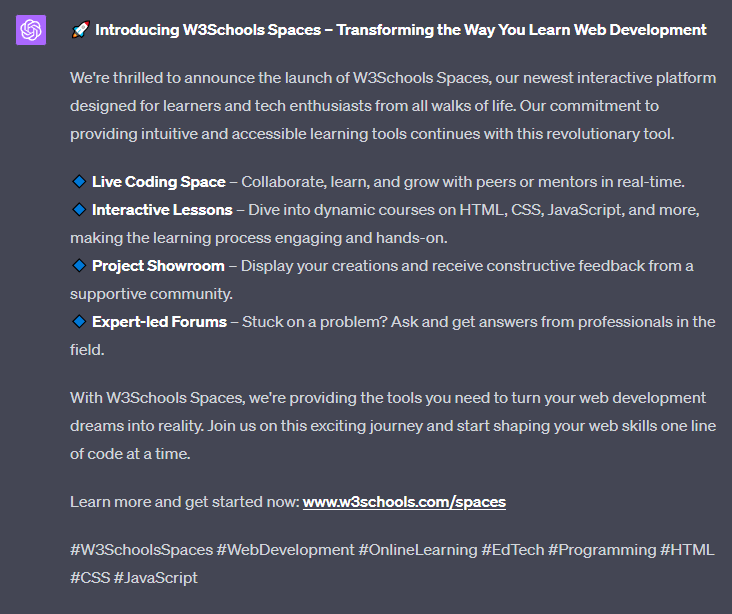 🚀 Introducing W3Schools Spaces – Transforming the Way You Learn Web Development
We're thrilled to announce the launch of W3Schools Spaces, our newest interactive platform
designed for learners and tech enthusiasts from all walks of life. Our commitment to
providing intuitive and accessible learning tools continues with this revolutionary tool.
🔷 Live Coding Space – Collaborate, learn, and grow with peers or mentors in real-time.
🔷 Interactive Lessons – Dive into dynamic courses on HTML, CSS, JavaScript, and more,
making the learning process engaging and hands-on.
🔷 Project Showroom – Display your creations and receive constructive feedback from a
supportive community.
🔷 Expert-led Forums – Stuck on a problem? Ask and get answers from professionals in the
field.
With W3Schools Spaces, we're providing the tools you need to turn your web development
dreams into reality. Join us on this exciting journey and start shaping your web skills one line
of code at a time.
Learn more and get started now: www.w3schools.com/spaces
#W3SchoolsSpaces #WebDevelopment #OnlineLearning #EdTech #Programming #HTML
#CSS #JavaScript